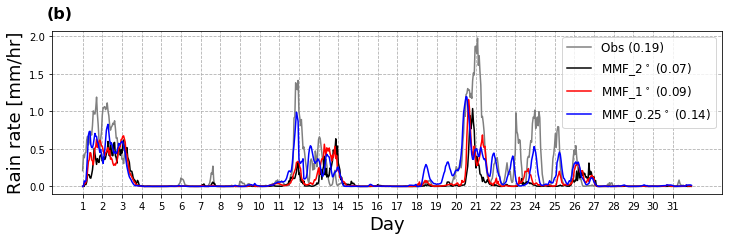 (b)
Rain rate [mm/hr]
2.0
1.5
1.0
0.5
0.0
Obs (0.19)
MMF_2° (0.07)
MMF_1° (0.09)
MMF_0.25° (0.14)
1 2 3 4 5 6 7 8 9 10 11 12 13 14 15 16 17 18 19 20 21 22 23 24 25 26 27 28 29 30 31
Day